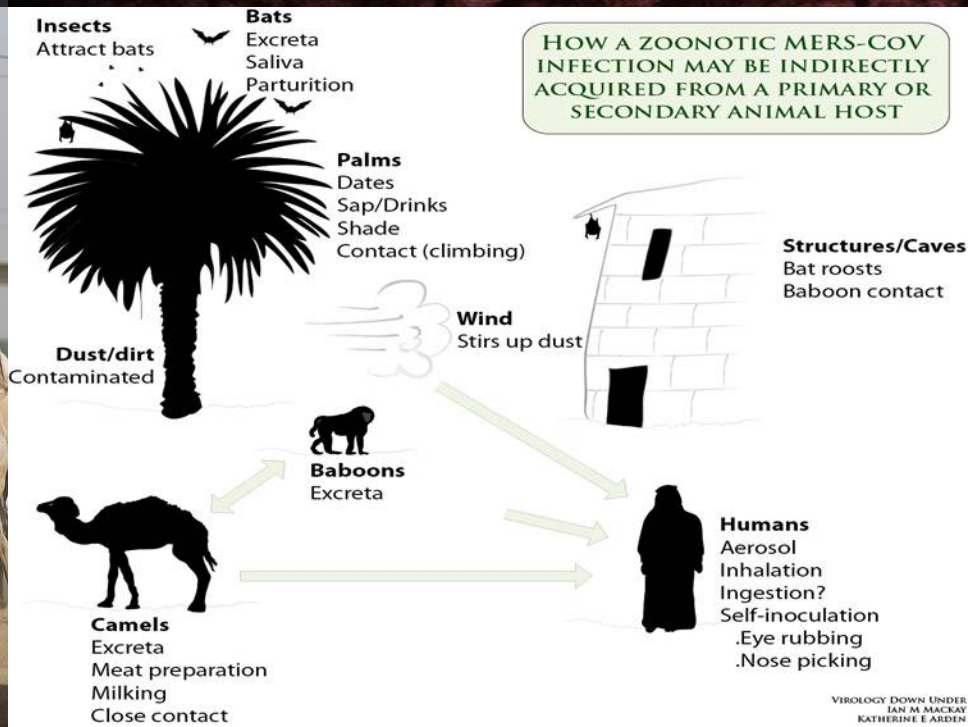 Insects
Attract bats
Bats
Excreta
Saliva
Parturition
HOW A ZOONOTIC MERS-CoV
INFECTION MAY BE INDIRECTLY
ACQUIRED FROM A PRIMARY OR
SECONDARY ANIMAL HOST
Palms
Dates
Sap/Drinks
Shade
Contact (climbing)
Structures/Caves
Bat roosts
Baboon contact
Wind
Stirs up dust
Dust/dirt
Contaminated
Baboons
Excreta
Camels
Excreta
Meat preparation
Milking
Close contact
Humans
Aerosol
Inhalation
Ingestion?
Self-inoculation
.Eye rubbing
.Nose picking
VIROLOGY DOWN UNDER
IAN M MACKAY
KATHERINE E ARDEN